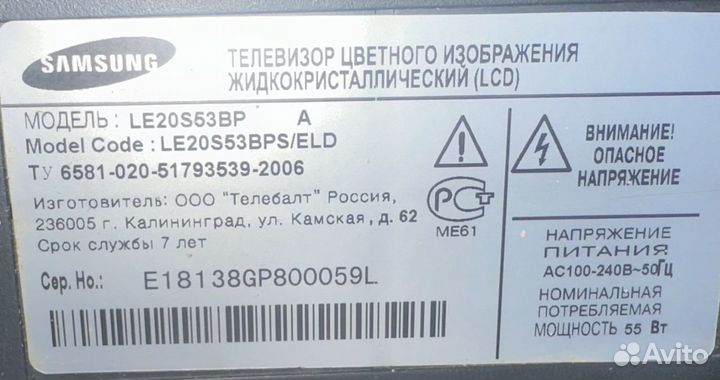 SAMSUNG
ТЕЛЕВИЗОР ЦВЕТНОГО ИЗОБРАЖЕНИЯ
ЖИДКОКРИСТАЛЛИЧЕСКИЙ (LCD)
МОДЕЛЬ: LE20S53BP A
Model Code : LE20S53BPS/ELD
ТУ 6581-020-51793539-2006
Изготовитель: ООО "Телебалт" Россия,
236005 г. Калининград, ул. Камская, д. 62
Срок службы 7 лет
РСТ
МЕ61
Сер. Но.: E18138GP800059L
ВНИМАНИЕ!
ОПАСНОЕ
НАПРЯЖЕНИЕ
НАПРЯЖЕНИЕ
ПИТАНИЯ
AC100-240В~50Гц
НОМИНАЛЬНАЯ
ПОТРЕБЛЯЕМАЯ
МОЩНОСТЬ 55 Вт
Avito